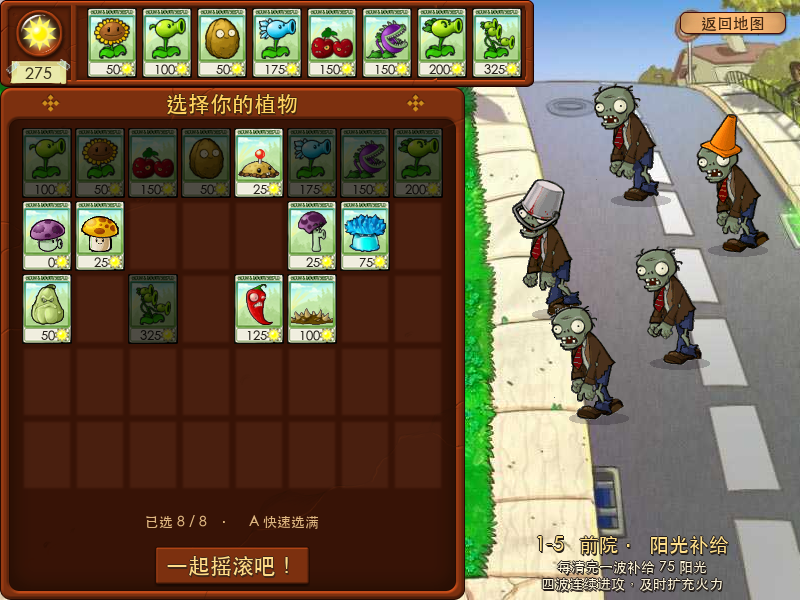 275
50 100 50 175 150 150 200 325
返回地图
选择你的植物
100 50 150 50 25 175 150 200
0 25 25 75
50 325 125 100
已选 8 / 8 · A 快速选满
一起摇滚吧！
1-5 前院 · 阳光补给
每清完一波补给 75 阳光
四波连续进攻，及时扩充火力